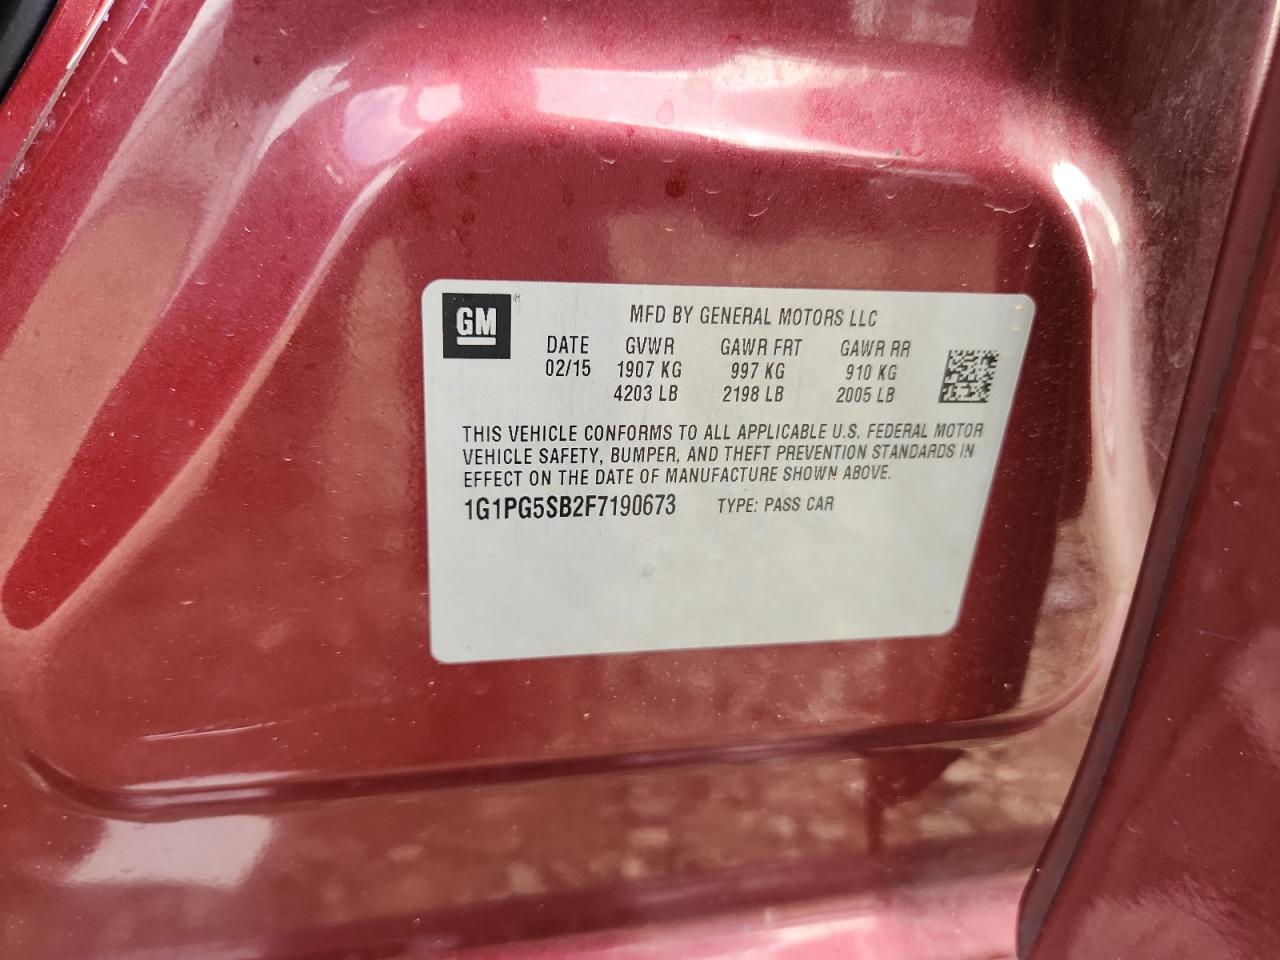 GM
MFD BY GENERAL MOTORS LLC
DATE GVWR GAWR FRT GAWR RR
02/15 1907 KG 997 KG 910 KG
4203 LB 2198 LB 2005 LB
THIS VEHICLE CONFORMS TO ALL APPLICABLE U.S. FEDERAL MOTOR
VEHICLE SAFETY, BUMPER, AND THEFT PREVENTION STANDARDS IN
EFFECT ON THE DATE OF MANUFACTURE SHOWN ABOVE.
1G1PG5SB2F7190673 TYPE: PASS CAR